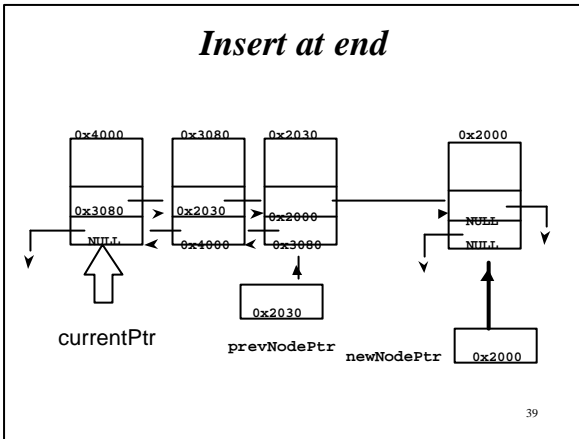 Insert at end
0x4000 0x3080 0x2030 0x2000
0x3080 0x2030 0x2000 NULL
NULL 0x4000 0x3080 NULL
0x2030
currentPtr prevNodePtr newNodePtr 0x2000
39